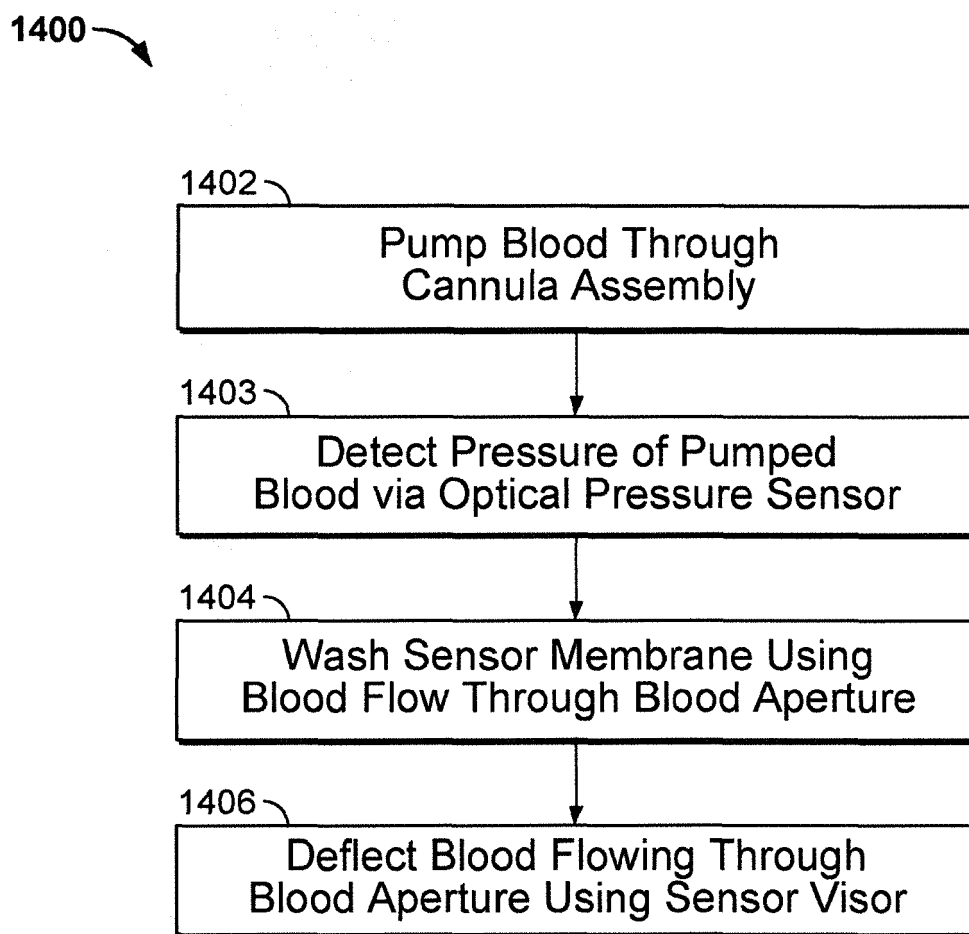 1400
1402
Pump Blood Through
Cannula Assembly
1403
Detect Pressure of Pumped
Blood via Optical Pressure Sensor
1404
Wash Sensor Membrane Using
Blood Flow Through Blood Aperture
1406
Deflect Blood Flowing Through
Blood Aperture Using Sensor Visor